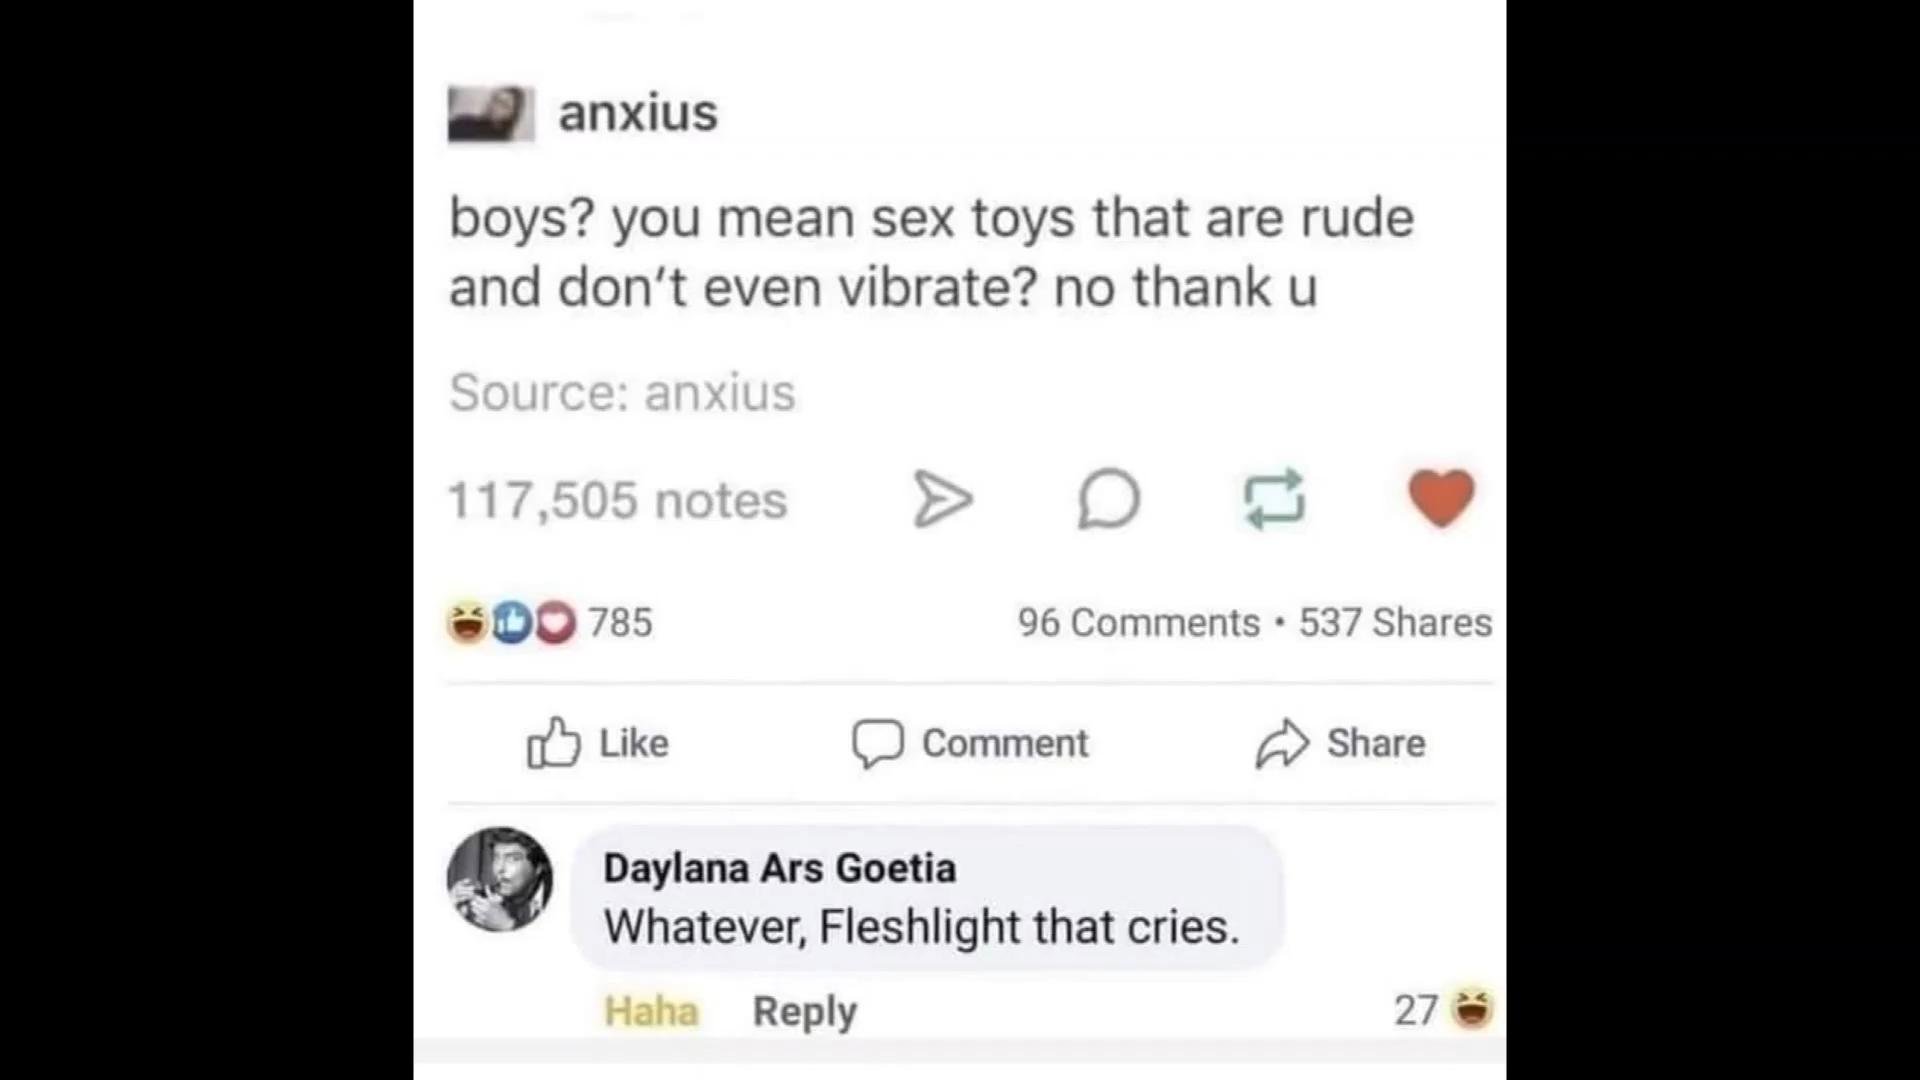 anxius
boys? you mean sex toys that are rude
and don't even vibrate? no thank u
Source: anxius
117,505 notes
785
96 Comments • 537 Shares
Like
Comment
Share
Daylana Ars Goetia
Whatever, Fleshlight that cries.
Haha
Reply
27